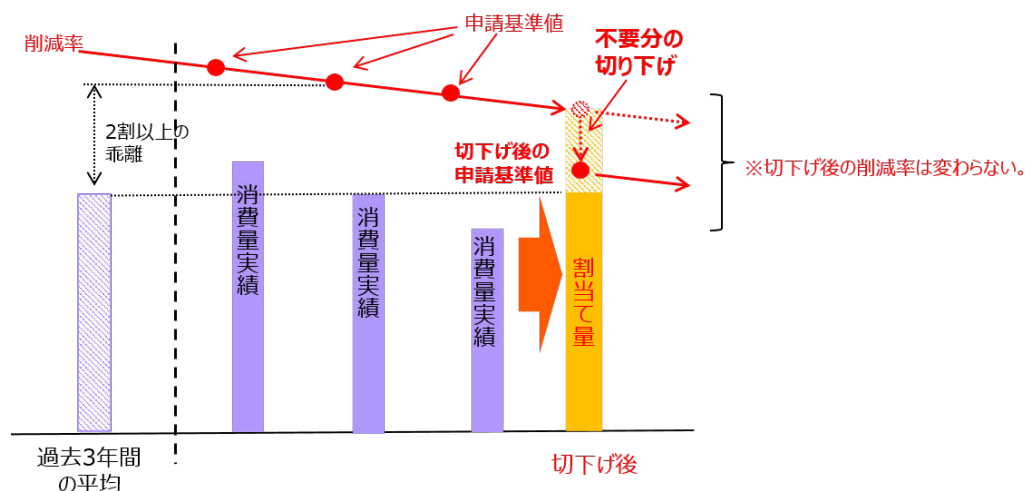 削減率
申請基準値
不要分の
切り下げ
2割以上の
乖離
切下げ後の
申請基準値
※切下げ後の削減率は変わらない。
消費量実績
消費量実績
消費量実績
割当て量
過去3年間
の平均
切下げ後